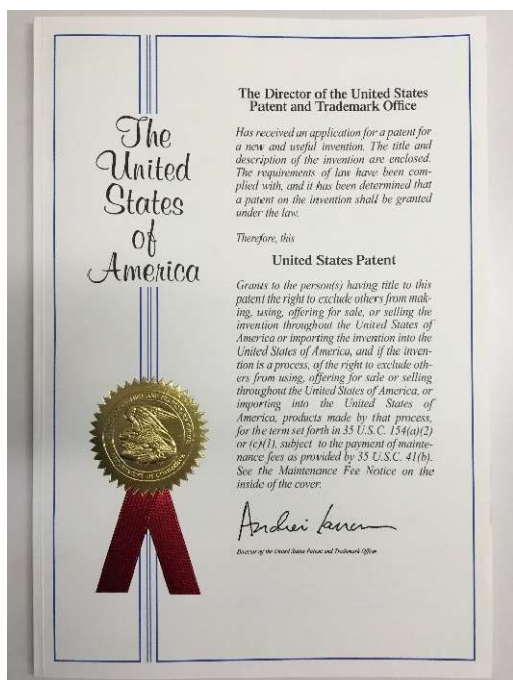 The
United
States
of
America
The Director of the United States
Patent and Trademark Office
Has received an application for a patent for
a new and useful invention. The title and
description of the invention are enclosed.
The requirements of law have been com-
plied with, and it has been determined that
a patent on the invention shall be granted
under the law.
Therefore, this
United States Patent
Grants to the person(s) having title to this
patent the right to exclude others from mak-
ing, using, offering for sale, or selling the
invention throughout the United States of
America or importing the invention into the
United States of America, and if the inven-
tion is a process, of the right to exclude oth-
ers from using, offering for sale or selling
throughout the United States of America, or
importing into the United States of
America, products made by that process,
for the term set forth in 35 U.S.C. 154(a)(2)
or (c)(1), subject to the payment of mainte-
nance fees as provided by 35 U.S.C. 41(b).
See the Maintenance Fee Notice on the
inside of the cover.
Andrei
Director of the United States Patent and Trademark Office